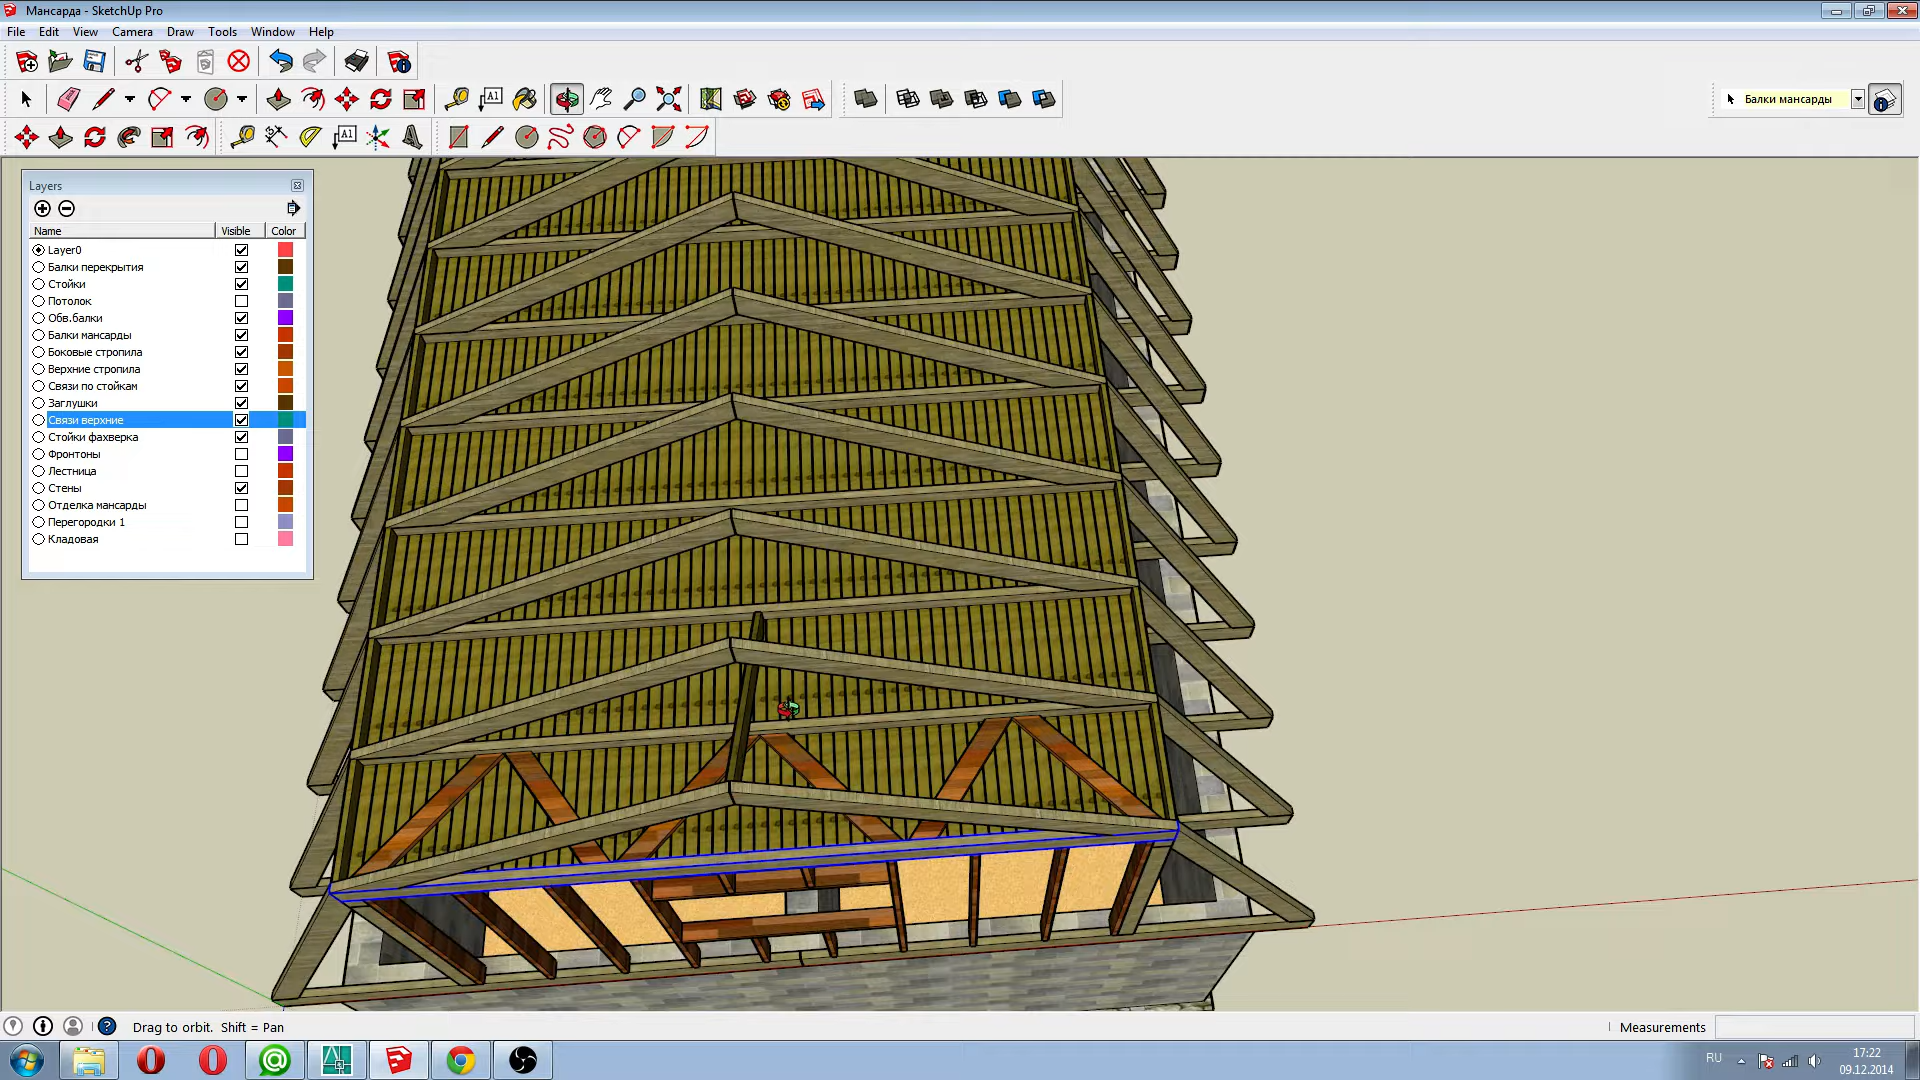 Мансарда - SketchUp Pro
File Edit View Camera Draw Tools Window Help
A1
Балки мансарды
A1
Layers
Name Visible Color
Layer0
Балки перекрытия
Стойки
Потолок
Обв.балки
Балки мансарды
Боковые стропила
Верхние стропила
Связи по стойкам
Заглушки
Связи верхние
Стойки фахверка
Фронтоны
Лестница
Стены
Отделка мансарды
Перегородки 1
Кладовая
Drag to orbit. Shift = Pan
Measurements
RU
17:22
09.12.2014